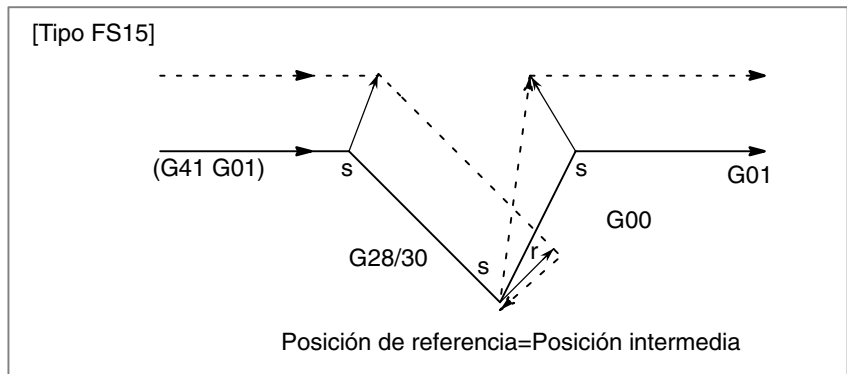 [Tipo FS15]
(G41 G01)
s
s
G01
G00
G28/30
s
r
Posición de referencia=Posición intermedia